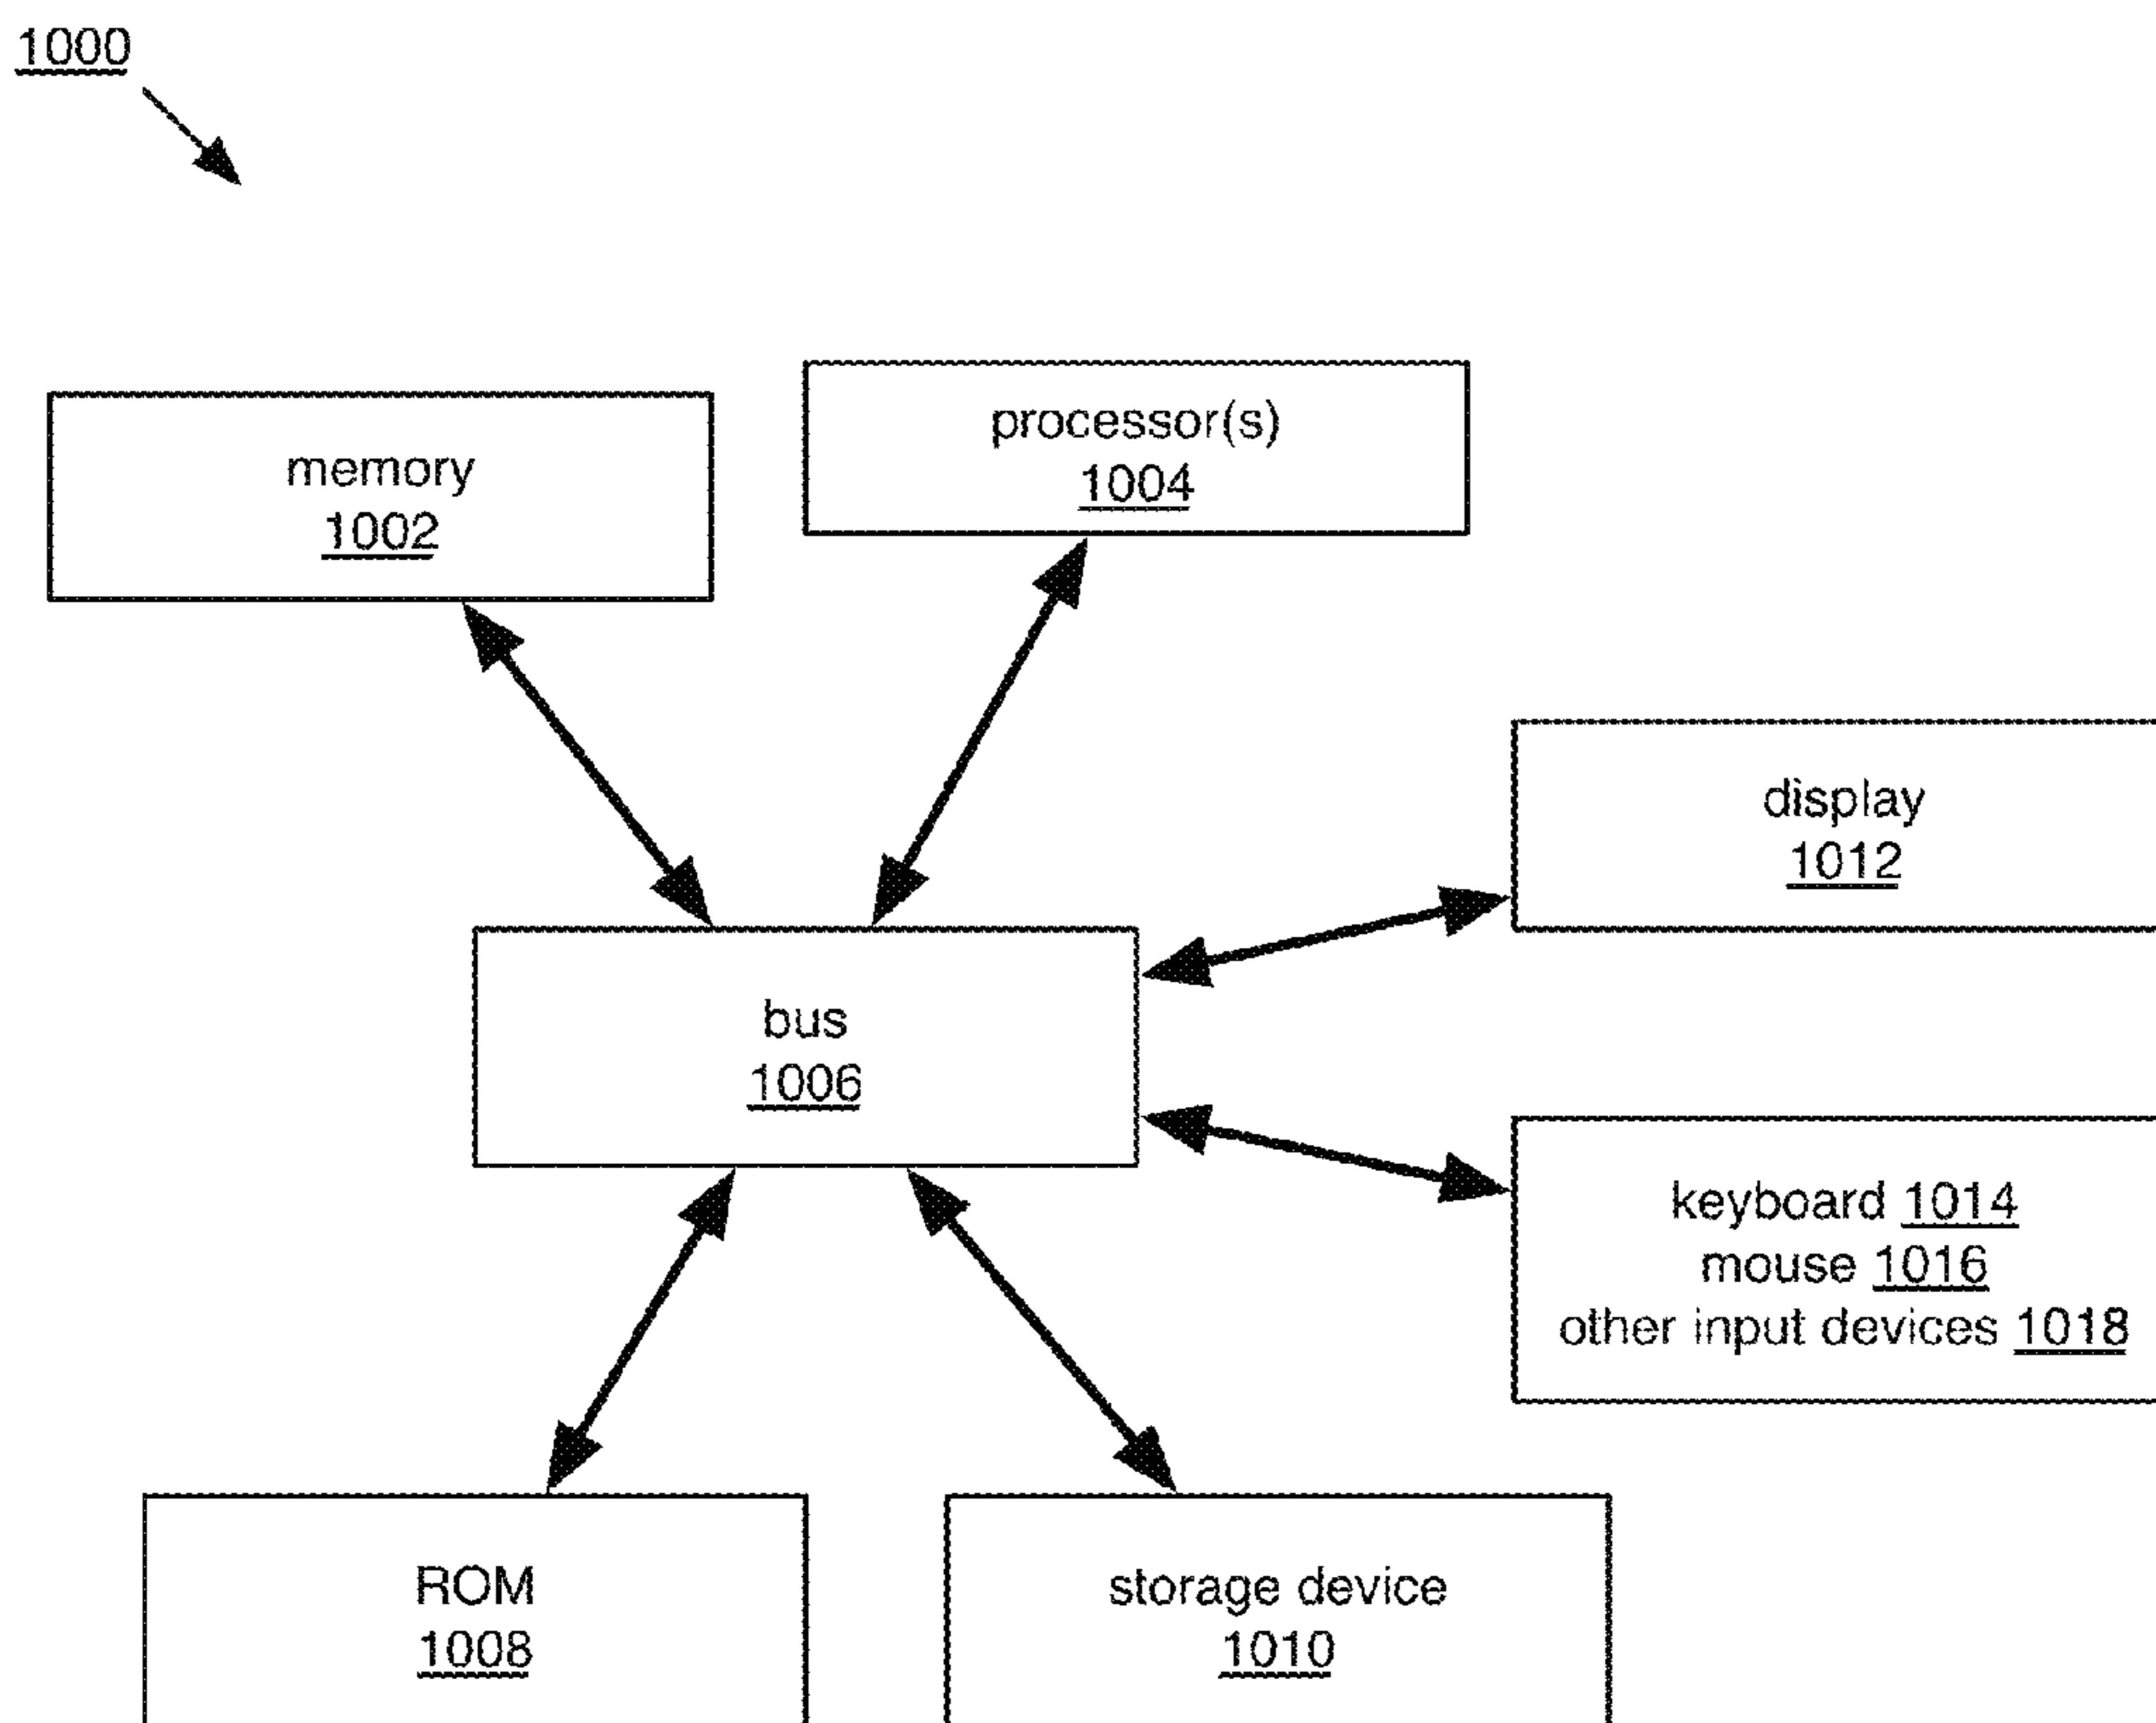 1000
processor(s)
1004
memory
1002
display
1012
bus
1006
keyboard 1014
mouse 1016
other input devices 1018
ROM
1008
storage device
1010